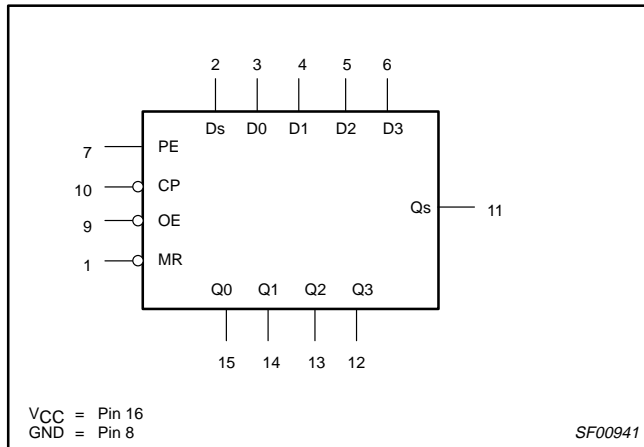 2 3 4 5 6
Ds D0 D1 D2 D3
7 PE
10 CP
Qs 11
9 OE
1 MR
Q0 Q1 Q2 Q3
15 14 13 12
VCC = Pin 16
GND = Pin 8
SF00941